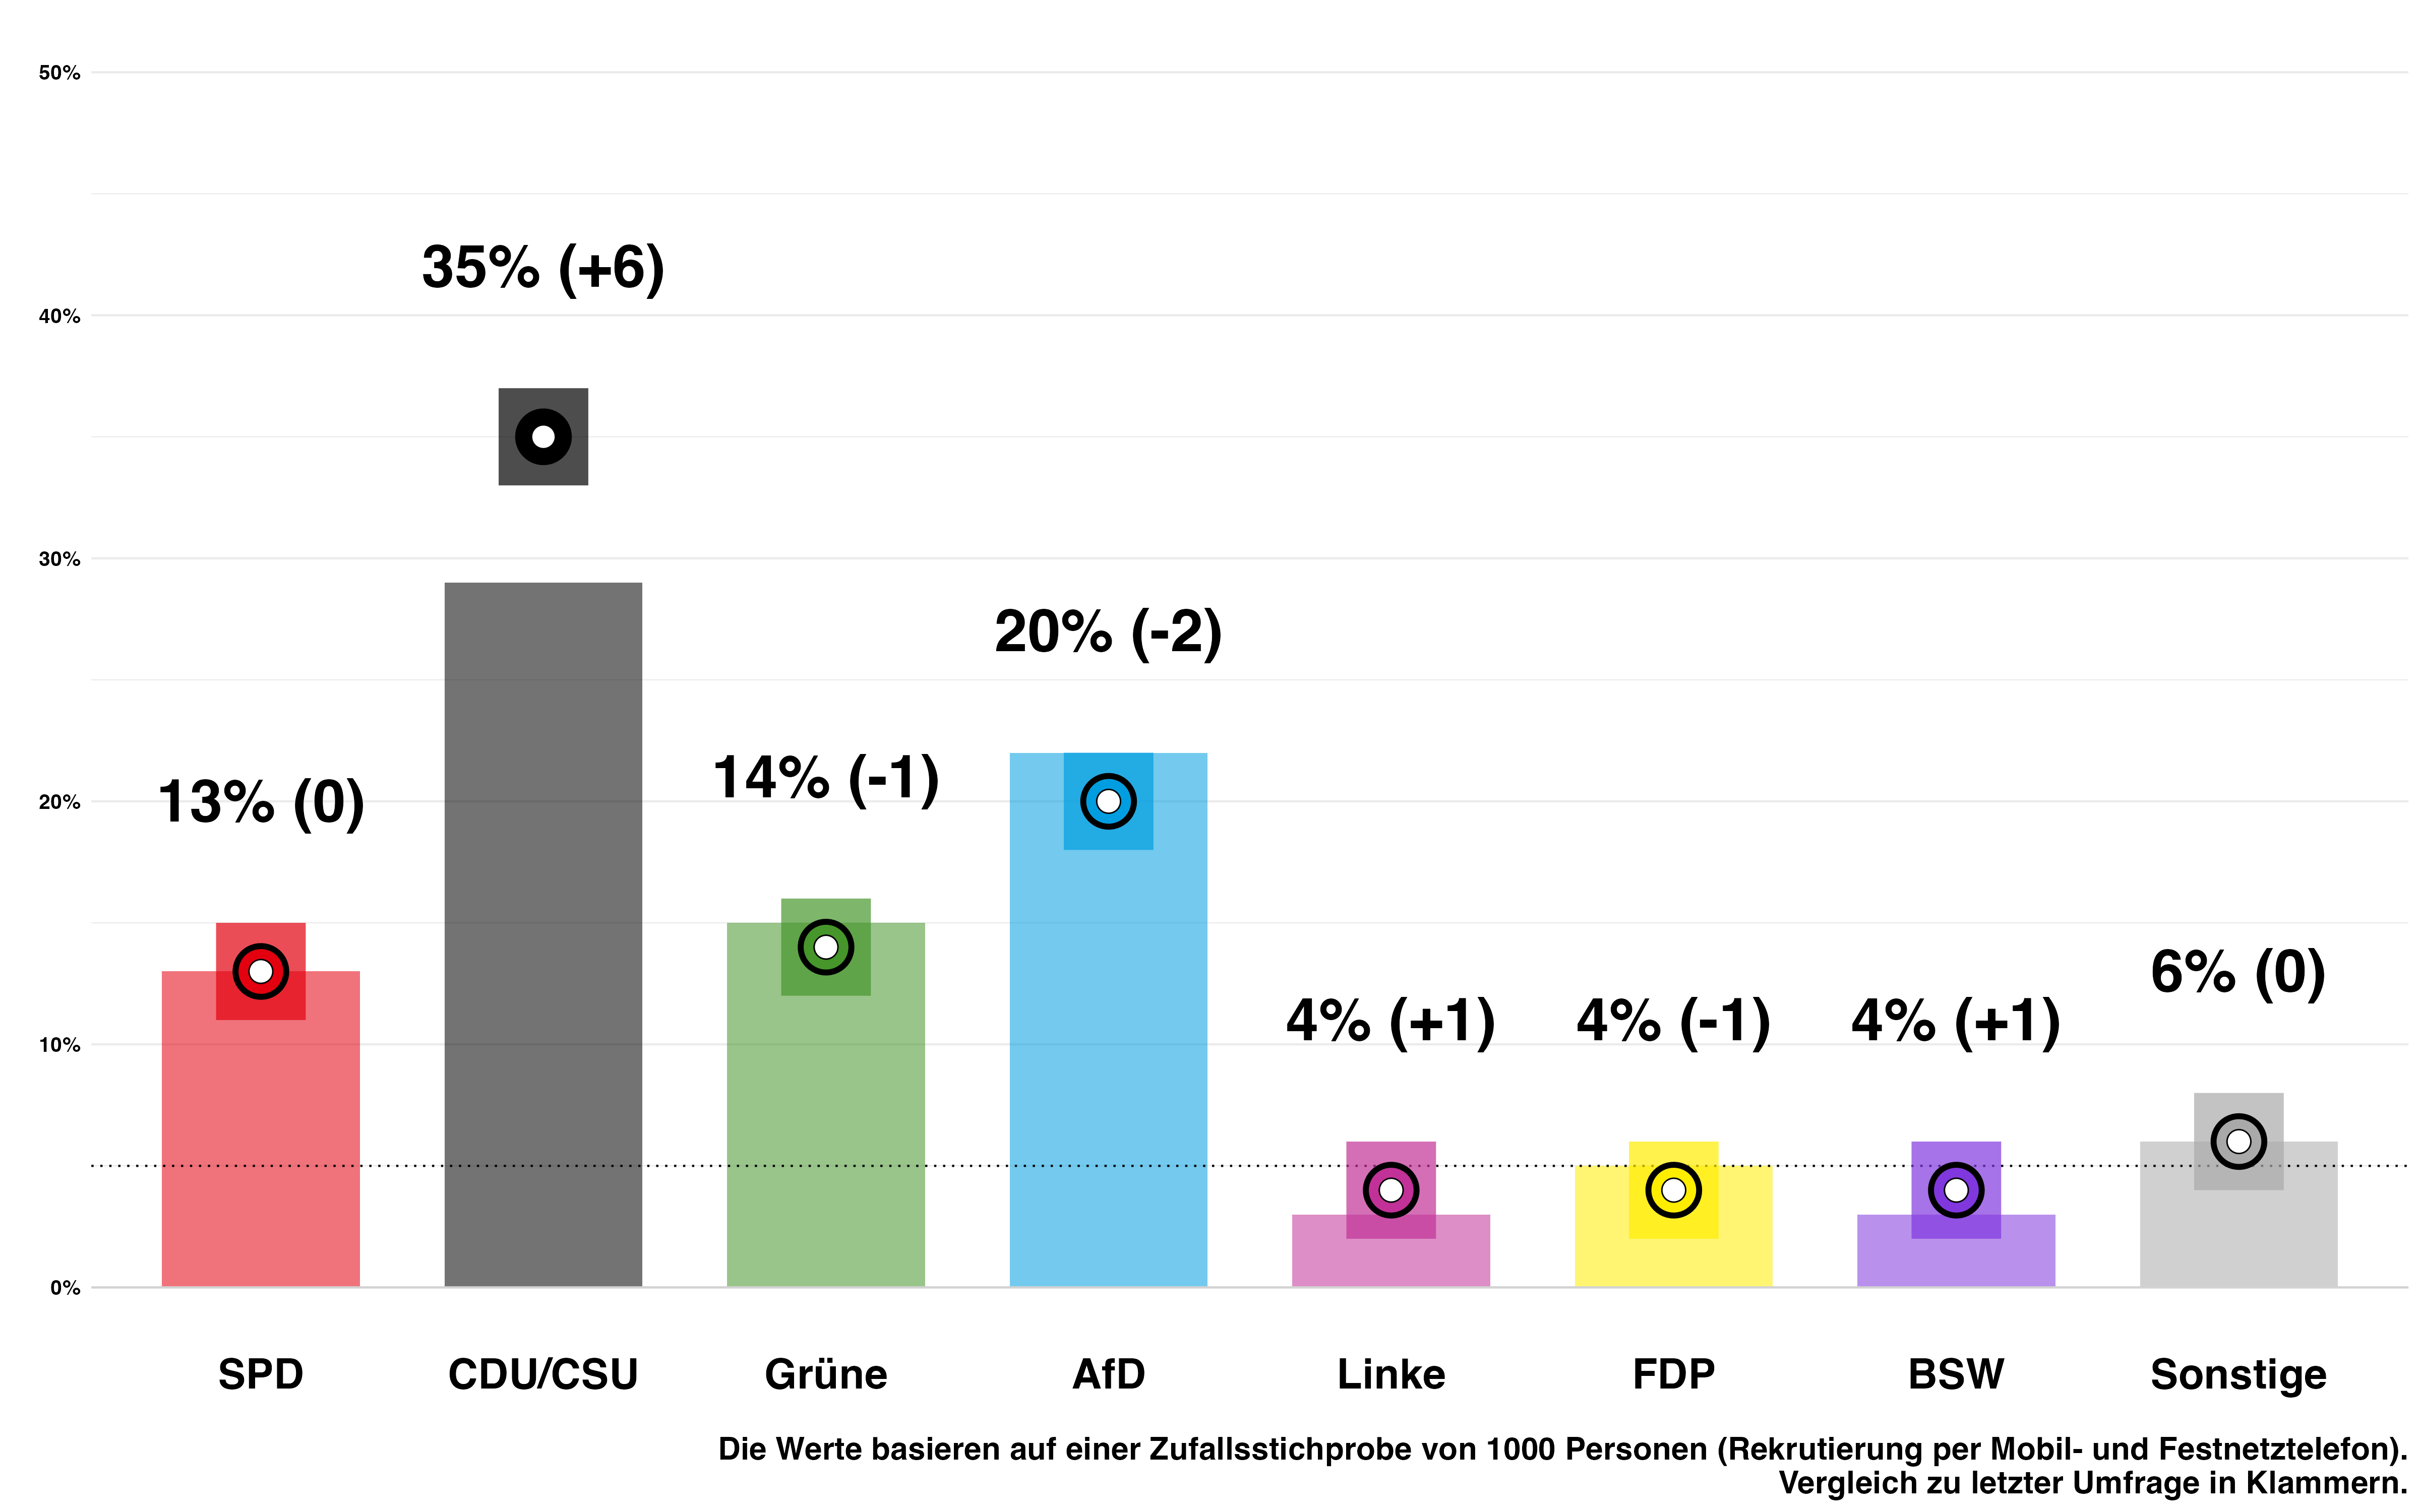 50%
40%
30%
20%
10%
0%
13% (0)
35% (+6)
14% (-1)
20% (-2)
4% (+1)
4% (-1)
4% (+1)
6% (0)
SPD
CDU/CSU
Grüne
AfD
Linke
FDP
BSW
Sonstige
Die Werte basieren auf einer Zufallsstichprobe von 1000 Personen (Rekrutierung per Mobil- und Festnetztelefon).
Vergleich zu letzter Umfrage in Klammern.